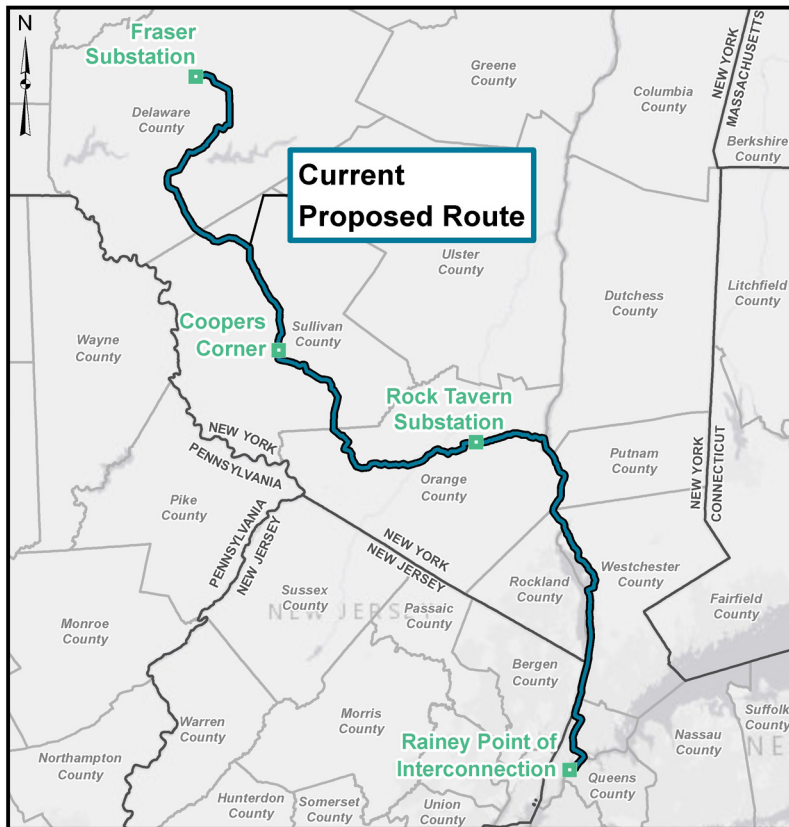 N
Fraser
Substation
Greene
County
Columbia
County
NEW YORK
MASSACHUSETTS
Berkshire
County
Delaware
County
Current
Proposed Route
Ulster
County
Dutchess
County
Litchfield
County
Wayne
County
Coopers
Corner
Sullivan
County
Rock Tavern
Substation
NEW YORK
PENNSYLVANIA
Orange
County
Putnam
County
NEW YORK
CONNECTICUT
Pike
County
PENNSYLVANIA
NEW JERSEY
NEW YORK
NEW JERSEY
Sussex
County
NEW JERSEY
Passaic
County
Rockland
County
Westchester
County
Fairfield
County
Monroe
County
Bergen
County
Warren
County
Morris
County
Suffolk
County
Nassau
County
NE
Northampton
County
Rainey Point of
Interconnection
Queens
County
Hunterdon
County
Somerset
County
Union
County